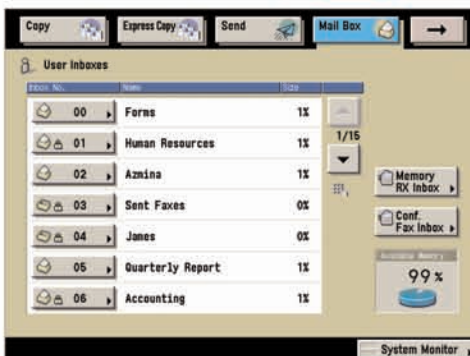 Copy Express Copy Send Mail Box
User Inboxes
Inbox No. Name Size
00 Forms 1%
01 Human Resources 1%
02 Azmina 1%
03 Sent Faxes 0%
04 James 0%
05 Quarterly Report 1%
06 Accounting 1%
1/15
Memory
RX Inbox
Conf.
Fax Inbox
Available Memory
99 %
System Monitor